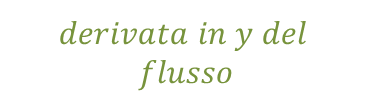 derivata in y del
flusso